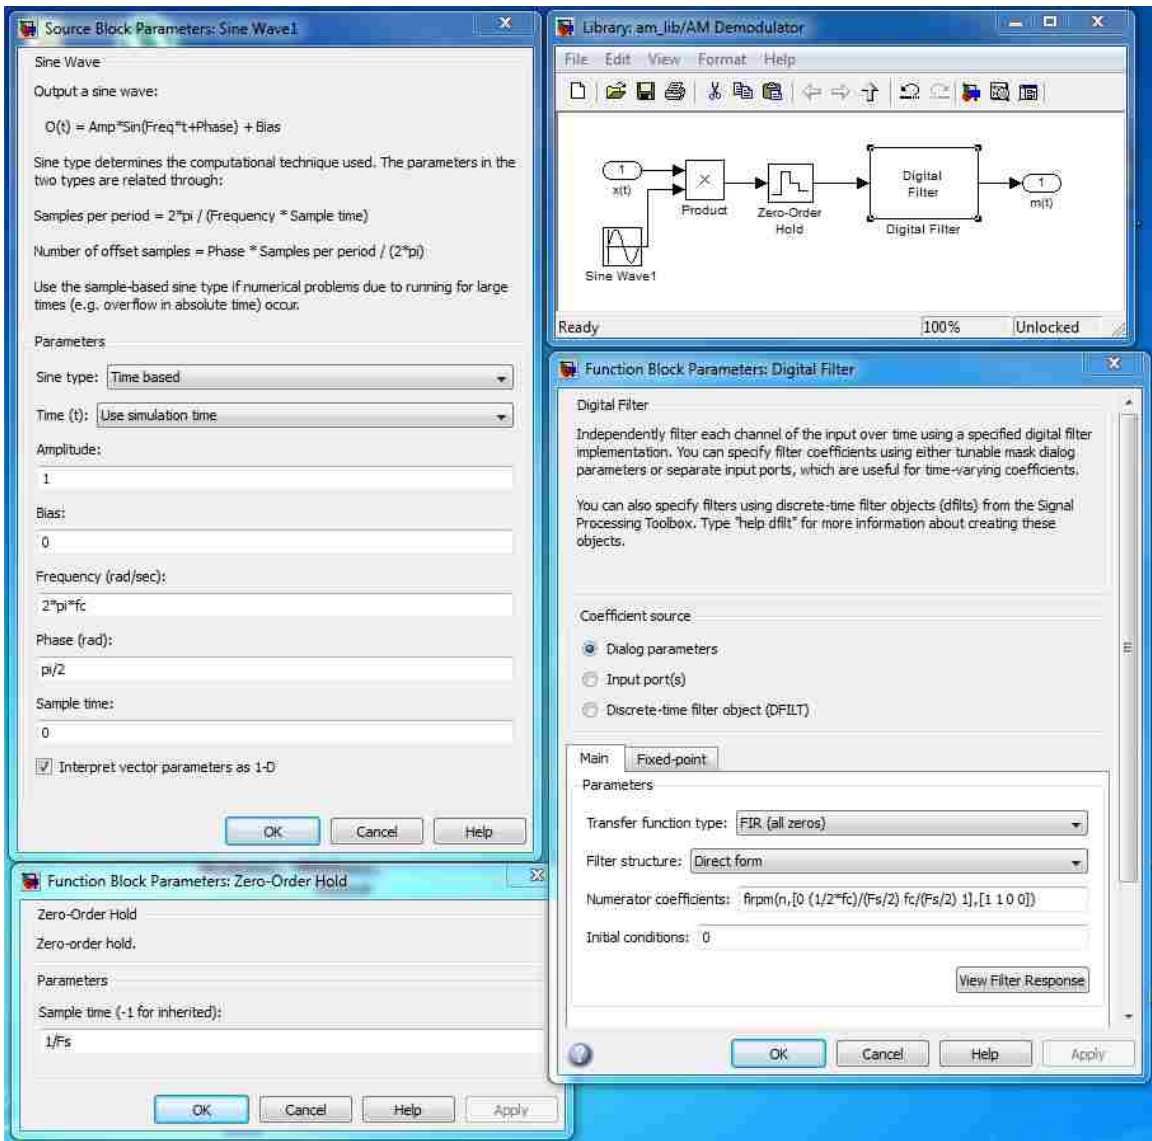 Source Block Parameters: Sine Wave1
Sine Wave
Output a sine wave:
O(t) = Amp*Sin(Freq*t+Phase) + Bias
Sine type determines the computational technique used. The parameters in the
two types are related through:
Samples per period = 2*pi / (Frequency * Sample time)
Number of offset samples = Phase * Samples per period / (2*pi)
Use the sample-based sine type if numerical problems due to running for large
times (e.g. overflow in absolute time) occur.
Parameters
Sine type: Time based
Time (t): Use simulation time
Amplitude:
1
Bias:
0
Frequency (rad/sec):
2*pi*fc
Phase (rad):
pi/2
Sample time:
0
Interpret vector parameters as 1-D
OK Cancel Help
Function Block Parameters: Zero-Order Hold
Zero-Order Hold
Zero-order hold.
Parameters
Sample time (-1 for inherited):
1/Fs
OK Cancel Help Apply
Library: am_lib/AM Demodulator
File Edit View Format Help
1
x(t)
Product
Zero-Order
Hold
Digital
Filter
Digital Filter
1
m(t)
Sine Wave1
Ready 100% Unlocked
Function Block Parameters: Digital Filter
Digital Filter
Independently filter each channel of the input over time using a specified digital filter
implementation. You can specify filter coefficients using either tunable mask dialog
parameters or separate input ports, which are useful for time-varying coefficients.
You can also specify filters using discrete-time filter objects (dfilts) from the Signal
Processing Toolbox. Type "help dfilt" for more information about creating these
objects.
Coefficient source
Dialog parameters
Input port(s)
Discrete-time filter object (DFILT)
Main Fixed-point
Parameters
Transfer function type: FIR (all zeros)
Filter structure: Direct form
Numerator coefficients: firpm(n,[0 (1/2*fc)/(Fs/2) fc/(Fs/2) 1],[1 1 0 0])
Initial conditions: 0
View Filter Response
OK Cancel Help Apply